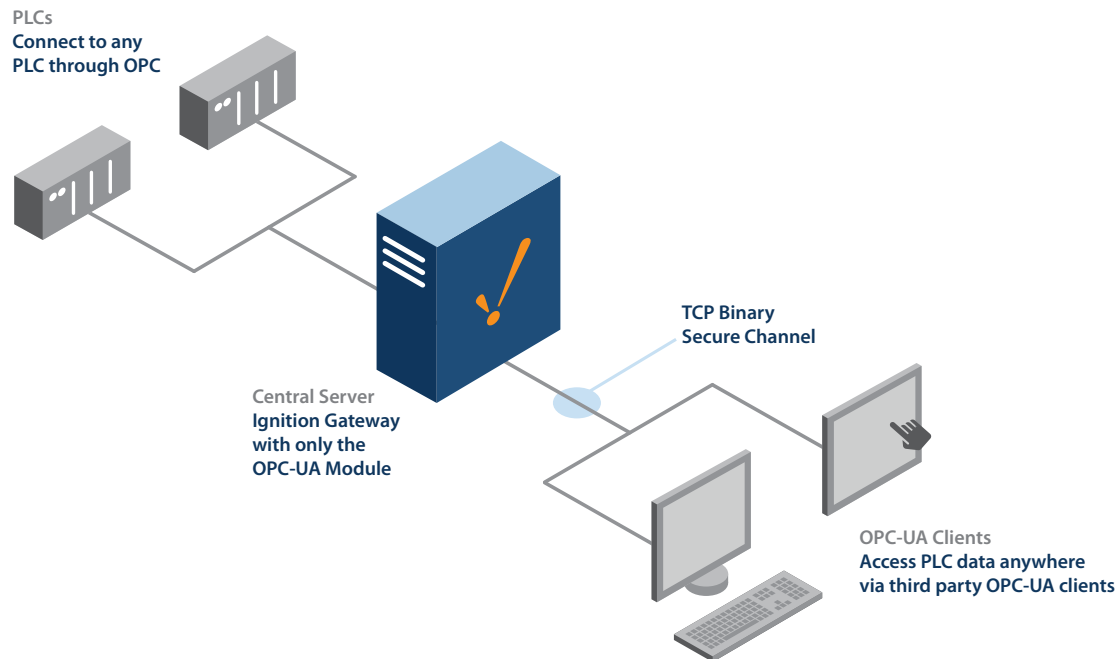 PLCs
Connect to any
PLC through OPC
TCP Binary
Secure Channel
Central Server
Ignition Gateway
with only the
OPC-UA Module
OPC-UA Clients
Access PLC data anywhere
via third party OPC-UA clients